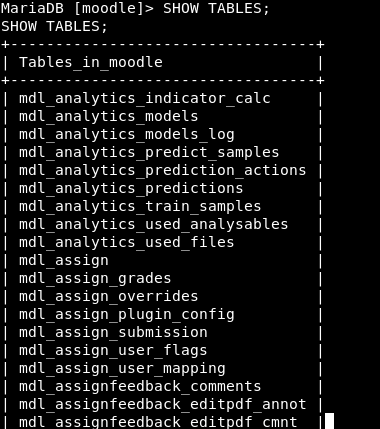 MariaDB [moodle]> SHOW TABLES;
SHOW TABLES;
+----------------------------------+
| Tables_in_moodle |
+----------------------------------+
| mdl_analytics_indicator_calc |
| mdl_analytics_models |
| mdl_analytics_models_log |
| mdl_analytics_predict_samples |
| mdl_analytics_prediction_actions |
| mdl_analytics_predictions |
| mdl_analytics_train_samples |
| mdl_analytics_used_analysables |
| mdl_analytics_used_files |
| mdl_assign |
| mdl_assign_grades |
| mdl_assign_overrides |
| mdl_assign_plugin_config |
| mdl_assign_submission |
| mdl_assign_user_flags |
| mdl_assign_user_mapping |
| mdl_assignfeedback_comments |
| mdl_assignfeedback_editpdf_annot |
| mdl_assignfeedback_editpdf_cmnt |